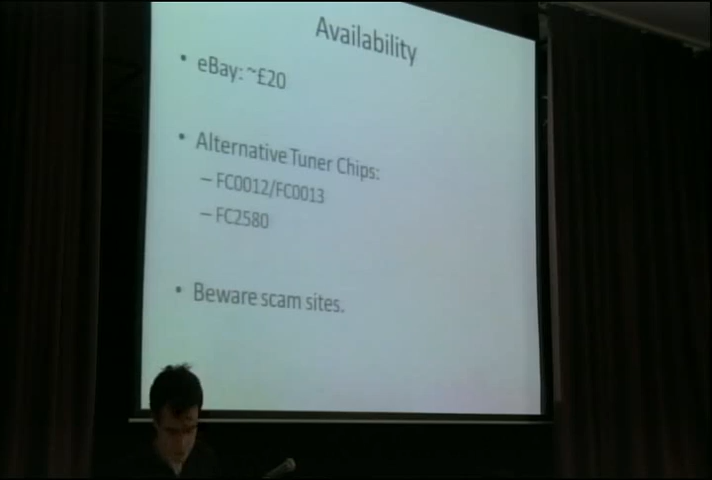 Availability
• eBay: ~£20
• Alternative Tuner Chips:
– FC0012/FC0013
– FC2580
• Beware scam sites.